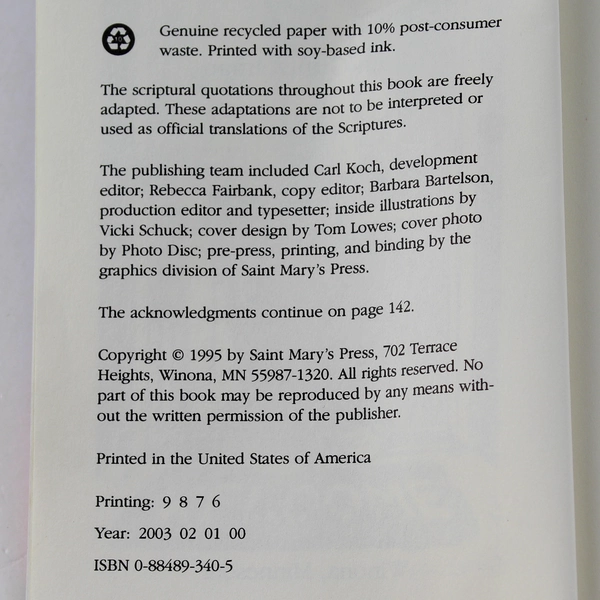 Genuine recycled paper with 10% post-consumer
waste. Printed with soy-based ink.
The scriptural quotations throughout this book are freely
adapted. These adaptations are not to be interpreted or
used as official translations of the Scriptures.
The publishing team included Carl Koch, development
editor; Rebecca Fairbank, copy editor; Barbara Bartelson,
production editor and typesetter; inside illustrations by
Vicki Schuck; cover design by Tom Lowes; cover photo
by Photo Disc; pre-press, printing, and binding by the
graphics division of Saint Mary's Press.
The acknowledgments continue on page 142.
Copyright © 1995 by Saint Mary's Press, 702 Terrace
Heights, Winona, MN 55987-1320. All rights reserved. No
part of this book may be reproduced by any means with-
out the written permission of the publisher.
Printed in the United States of America
Printing: 9 8 7 6
Year: 2003 02 01 00
ISBN 0-88489-340-5